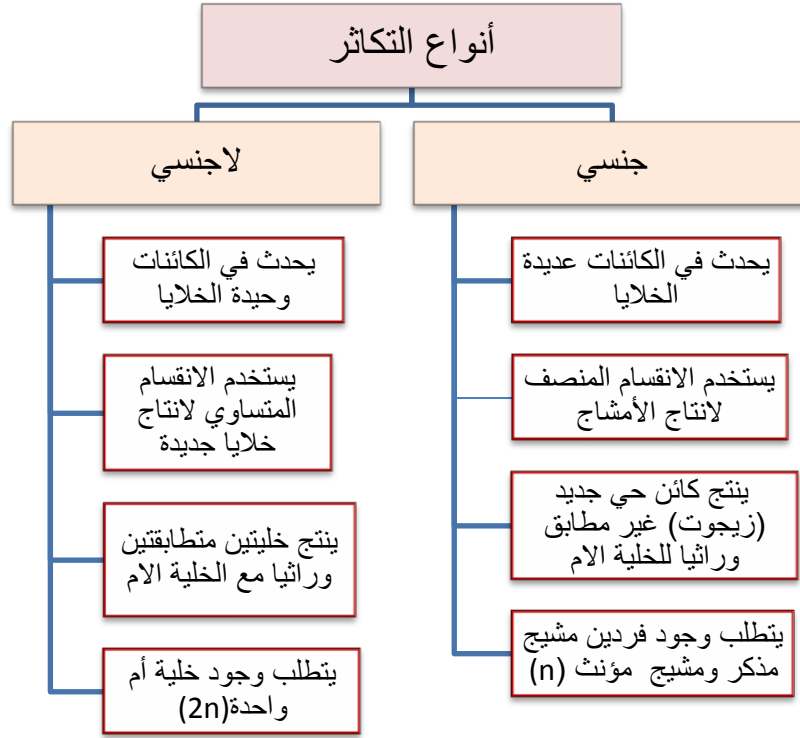 أنواع التكاثر
جنسي
يحدث في الكائنات عديدة
الخلايا
يستخدم الانقسام المنصف
لانتاج الأمشاج
ينتج كائن حي جديد
(زيجوت) غير مطابق
وراثيا للخلية الام
يتطلب وجود فردين مشيج
مذكر ومشيج مؤنث (n)
لاجنسي
يحدث في الكائنات
وحيدة الخلايا
يستخدم الانقسام
المتساوي لانتاج
خلايا جديدة
ينتج خليتين متطابقتين
وراثيا مع الخلية الام
يتطلب وجود خلية أم
واحدة(2n)